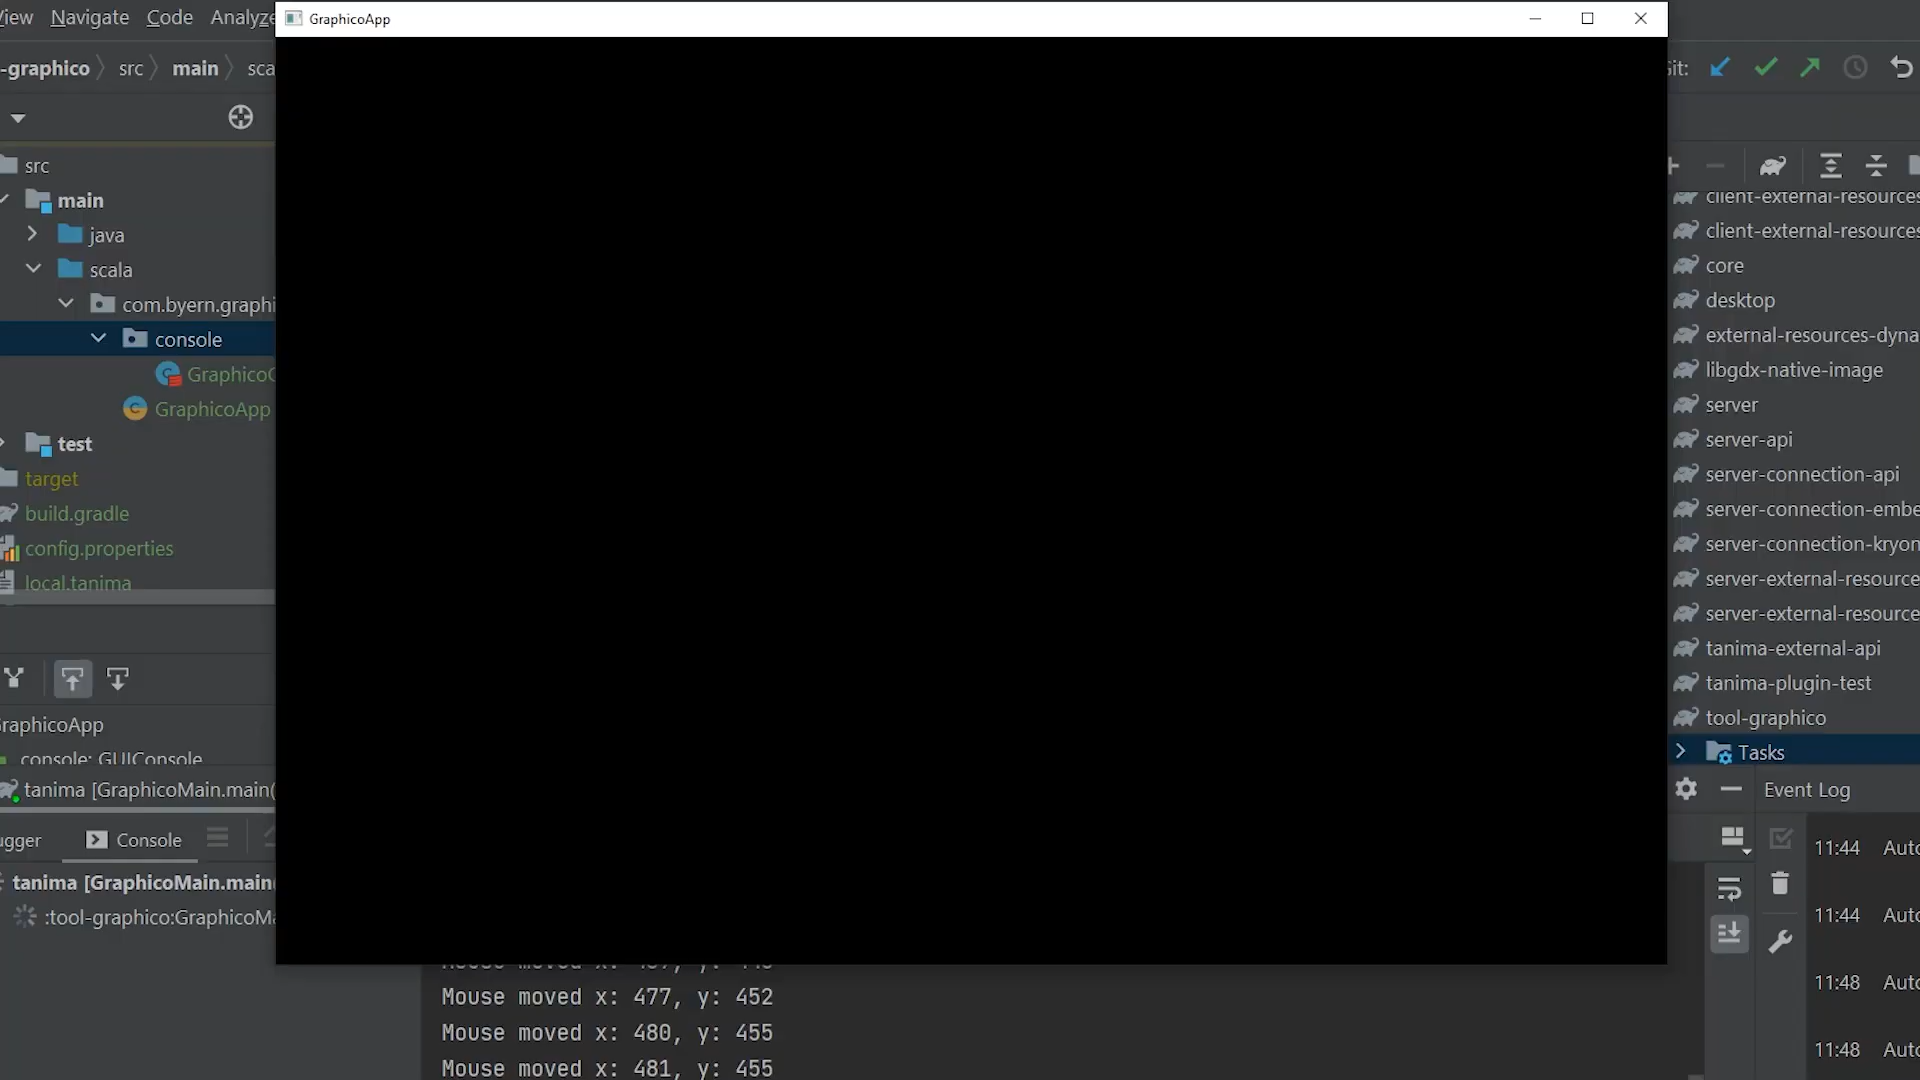 View Navigate Code Analyze
GraphicoApp
-graphico src main sca
Git:
src
main
java
scala
com.byern.graphi
console
GraphicoC
GraphicoApp
test
target
build.gradle
config.properties
local.tanima
GraphicoApp
console: GUIConsole
tanima [GraphicoMain.main(
ugger Console
tanima [GraphicoMain.main(
:tool-graphico:GraphicoMa
client-external-resources
client-external-resources
core
desktop
external-resources-dyna
libgdx-native-image
server
server-api
server-connection-api
server-connection-embe
server-connection-kryon
server-external-resource
server-external-resource
tanima-external-api
tanima-plugin-test
tool-graphico
Tasks
Event Log
11:44 Auto
11:44 Auto
11:48 Auto
11:48 Auto
Mouse moved x: 477, y: 452
Mouse moved x: 480, y: 455
Mouse moved x: 481, y: 455